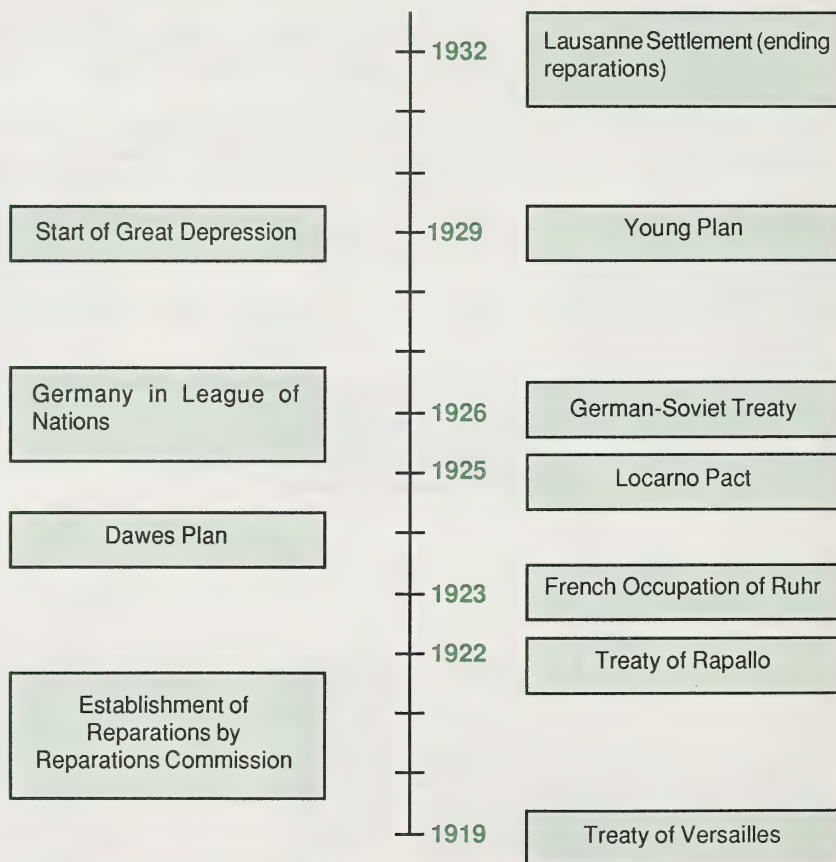 1932
Lausanne Settlement (ending
reparations)
Start of Great Depression
1929
Young Plan
Germany in League of
Nations
1926
German-Soviet Treaty
1925
Locarno Pact
Dawes Plan
1923
French Occupation of Ruhr
1922
Treaty of Rapallo
Establishment of
Reparations by
Reparations Commission
1919
Treaty of Versailles